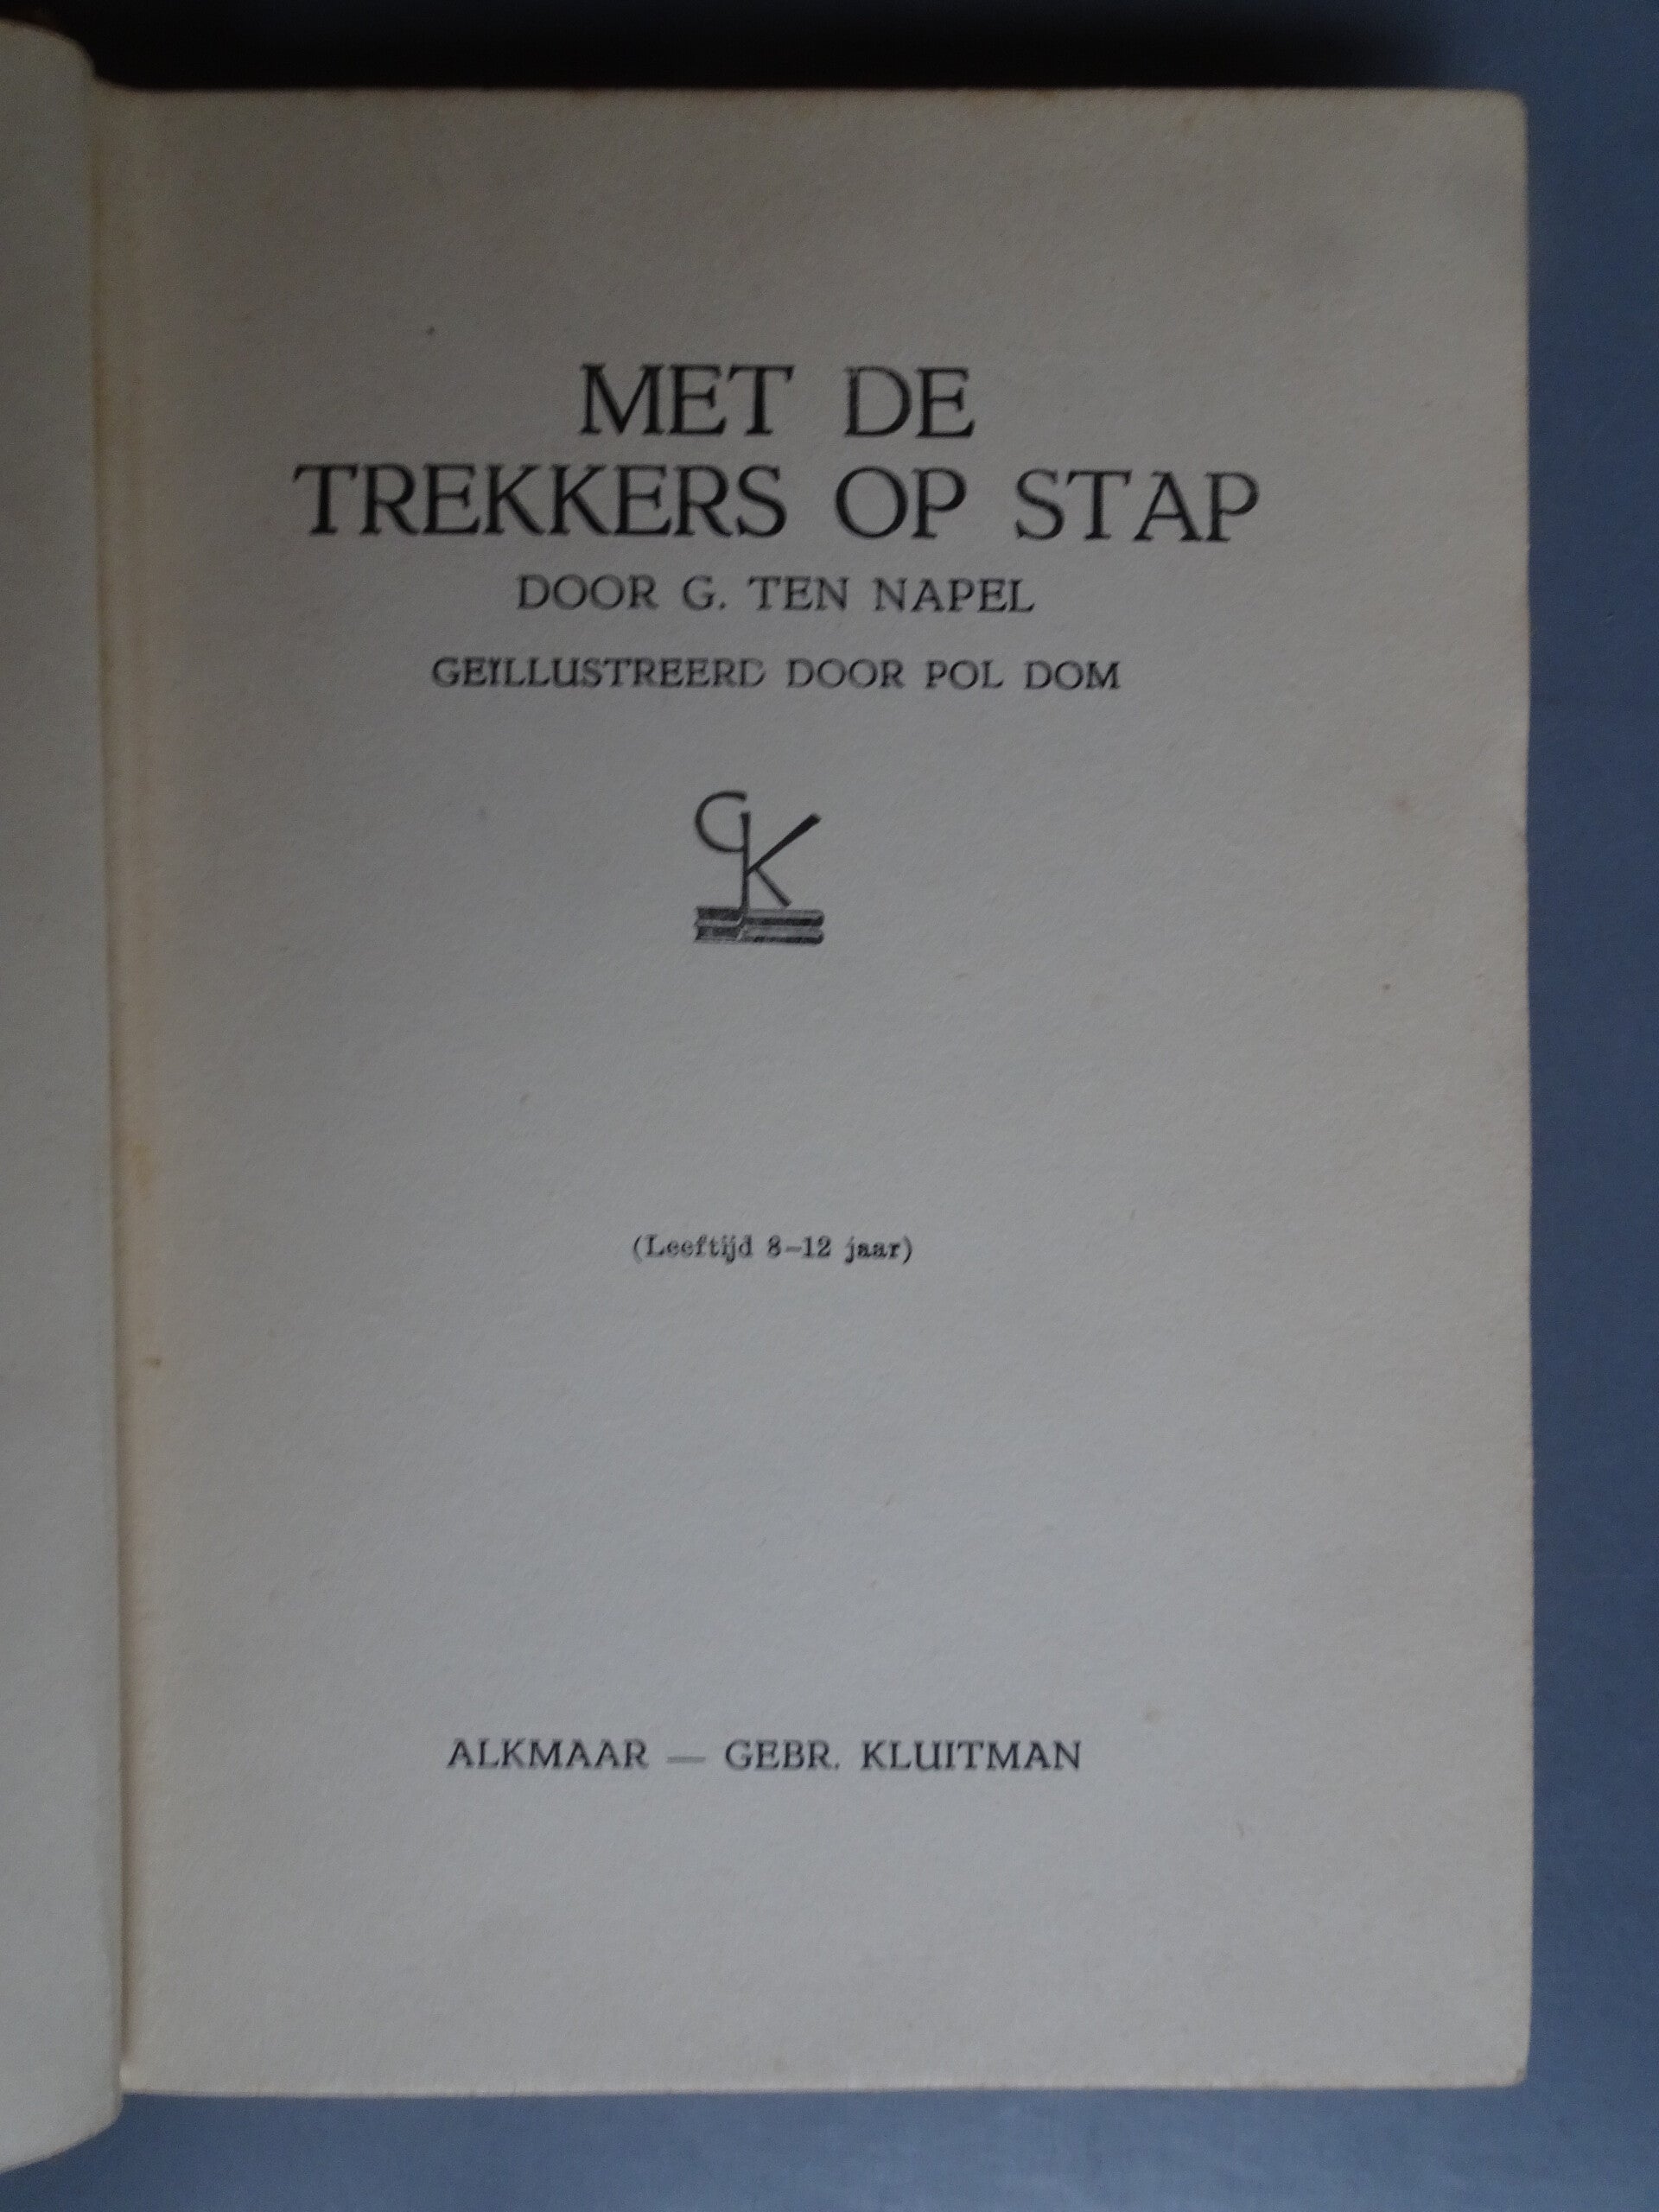 MET DE
TREKKERS OP STAP
DOOR G. TEN NAPEL
GEÏLLUSTREERD DOOR POL DOM
GK
(Leeftijd 8–12 jaar)
ALKMAAR — GEBR. KLUITMAN